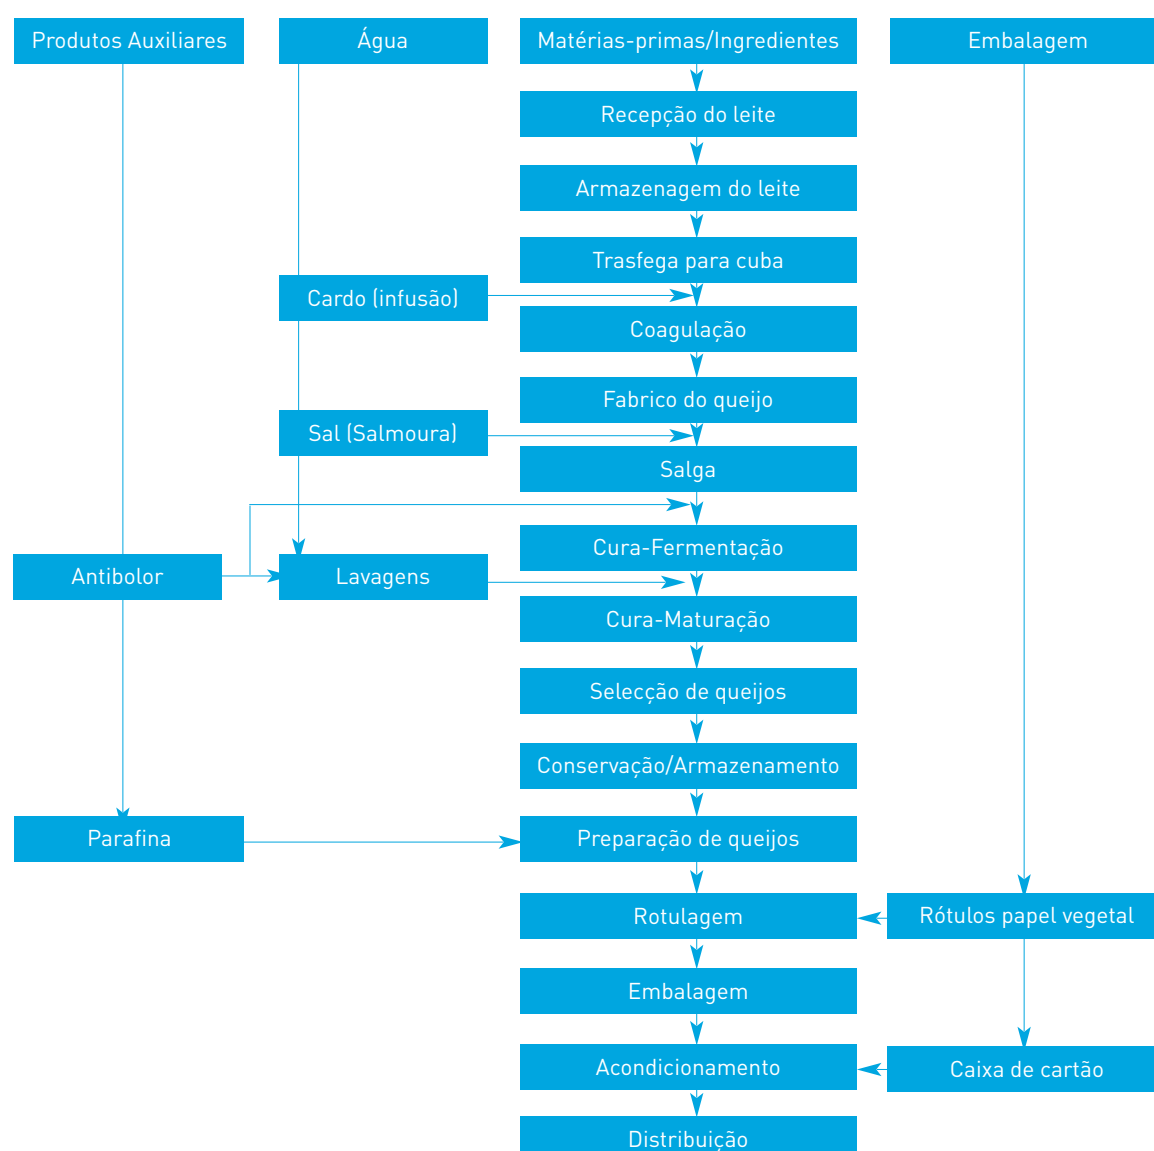 Produtos Auxiliares
Água
Matérias-primas/Ingredientes
Embalagem
Recepção do leite
Armazenagem do leite
Trasfega para cuba
Cardo (infusão)
Coagulação
Fabrico do queijo
Sal (Salmoura)
Salga
Cura-Fermentação
Antibolor
Lavagens
Cura-Maturação
Selecção de queijos
Conservação/Armazenamento
Parafina
Preparação de queijos
Rotulagem
Rótulos papel vegetal
Embalagem
Acondicionamento
Caixa de cartão
Distribuição